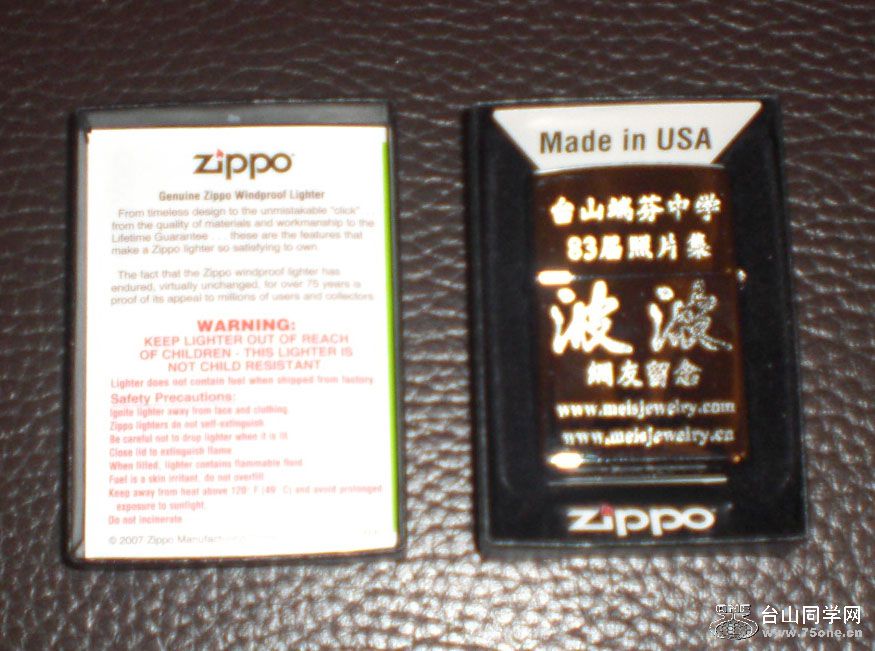 zippo
Genuine Zippo Windproof Lighter
From timeless design to the unmistakable "click"
from the quality of materials and workmanship to the
Lifetime Guarantee . . . these are the features that
make a Zippo lighter so satisfying to own.
The fact that the Zippo windproof lighter has
endured, virtually unchanged, for over 75 years is
proof of its appeal to millions of users and collectors
WARNING:
KEEP LIGHTER OUT OF REACH
OF CHILDREN - THIS LIGHTER IS
NOT CHILD RESISTANT
Lighter does not contain fuel when shipped from factory
Safety Precautions:
Ignite lighter away from face and clothing.
Zippo lighters do not self-extinguish
Be careful not to drop lighter when it is lit
Close lid to extinguish flame
When filled, lighter contains flammable fluid
Fuel is a skin irritant, do not overfill
Keep away from heat above 120° F (49° C) and avoid prolonged
exposure to sunlight.
Do not incinerate
© 2007 Zippo Manufacturing
Made in USA
台山端芬中学
83届照片集
波波
網友留念
www.meisjewelry.com
www.meisjewelry.cn
zippo
台山同学网
www.75one.cn